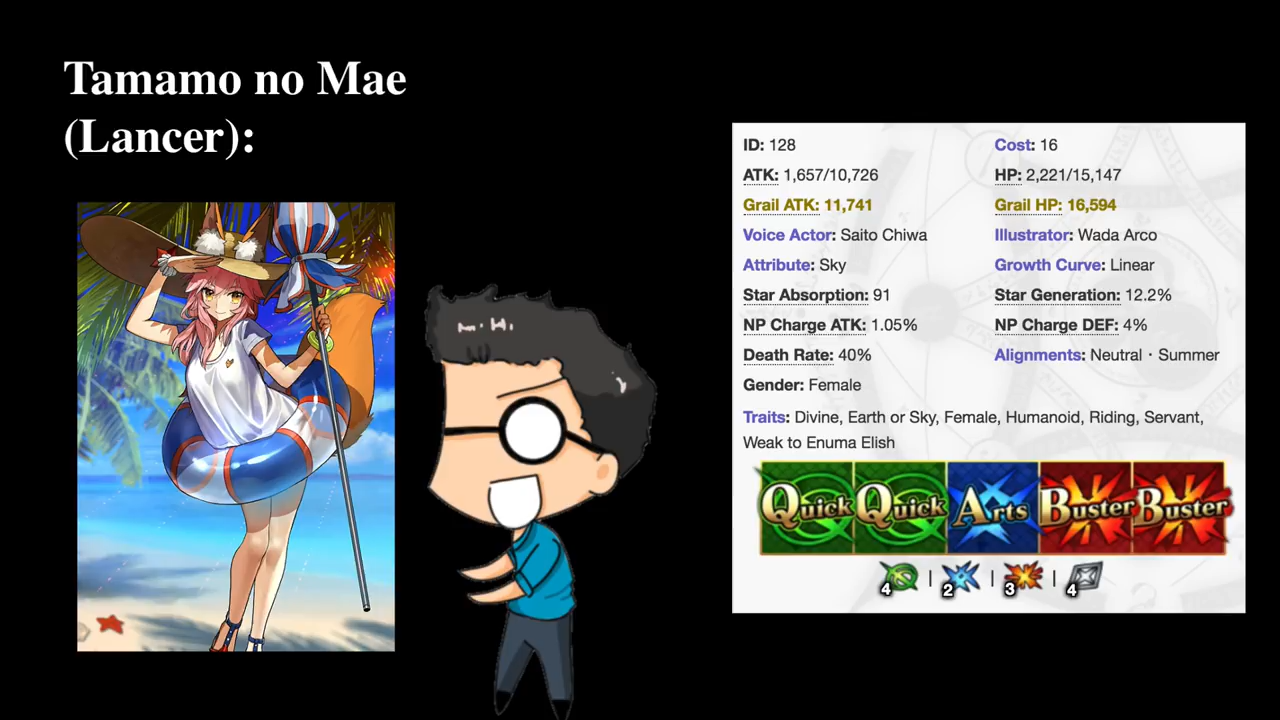 Tamamo no Mae
(Lancer):
ID: 128
Cost: 16
ATK: 1,657/10,726
HP: 2,221/15,147
Grail ATK: 11,741
Grail HP: 16,594
Voice Actor: Saito Chiwa
Illustrator: Wada Arco
Attribute: Sky
Growth Curve: Linear
Star Absorption: 91
Star Generation: 12.2%
NP Charge ATK: 1.05%
NP Charge DEF: 4%
Death Rate: 40%
Alignments: Neutral・Summer
Gender: Female
Traits: Divine, Earth or Sky, Female, Humanoid, Riding, Servant,
Weak to Enuma Elish
Quick Quick Arts Buster Buster
4 | 2 | 3 | 4